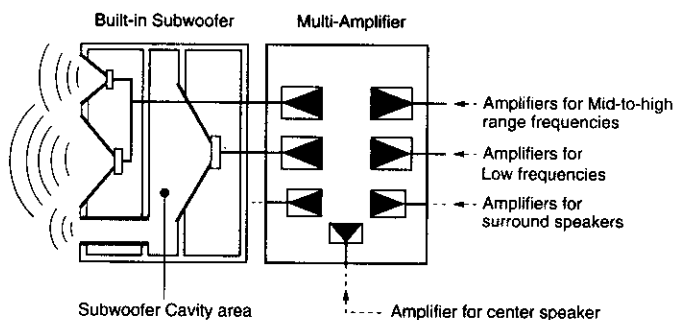 Built-in Subwoofer
Multi-Amplifier
Amplifiers for Mid-to-high
range frequencies
Amplifiers for
Low frequencies
Amplifiers for
surround speakers
Subwoofer Cavity area
Amplifier for center speaker